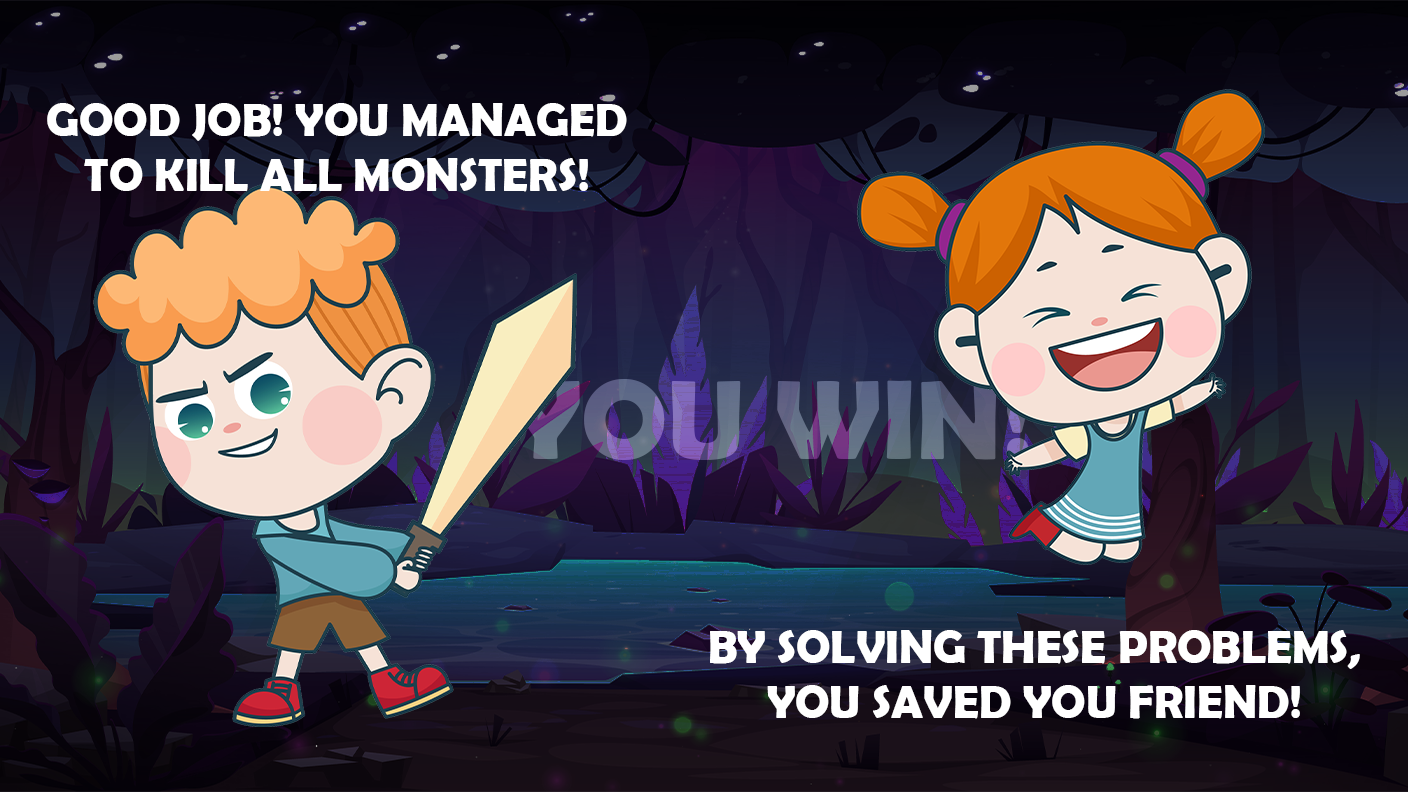 GOOD JOB! YOU MANAGED
TO KILL ALL MONSTERS!
YOU WIN!
BY SOLVING THESE PROBLEMS,
YOU SAVED YOU FRIEND!